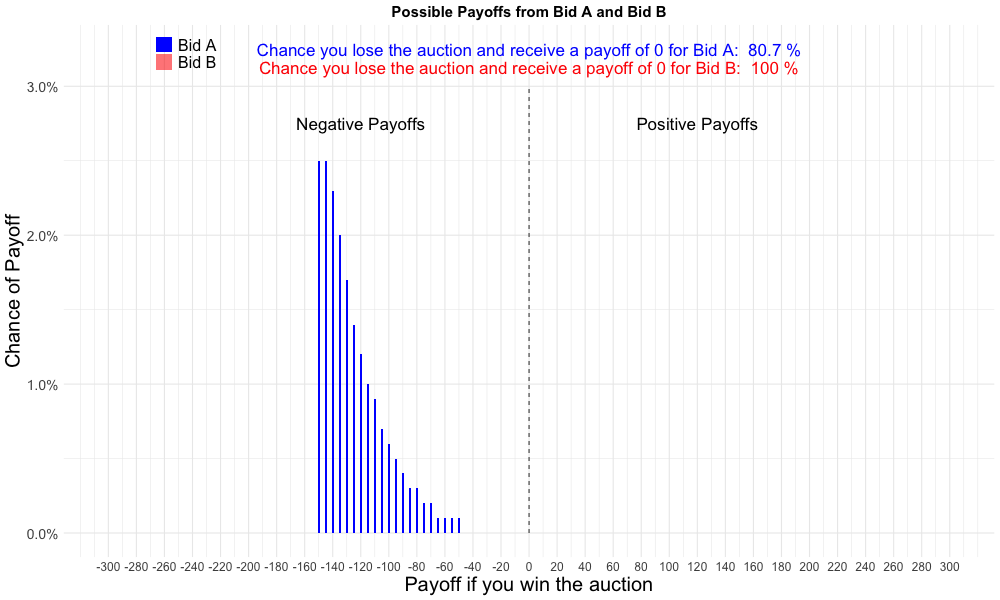 Possible Payoffs from Bid A and Bid B
Bid A
Bid B
Chance you lose the auction and receive a payoff of 0 for Bid A:  80.7 %
Chance you lose the auction and receive a payoff of 0 for Bid B:  100 %
Negative Payoffs
Positive Payoffs
Chance of Payoff
3.0%
2.0%
1.0%
0.0%
-300 -280 -260 -240 -220 -200 -180 -160 -140 -120 -100 -80 -60 -40 -20 0 20 40 60 80 100 120 140 160 180 200 220 240 260 280 300
Payoff if you win the auction